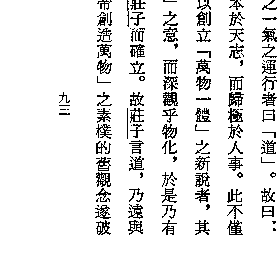 之一氣之運行者曰「道」。故曰：
本於天志，而歸極於人事。此不僅
以創立「萬物一體」之新說者，其
」之意，而深觀乎物化，於是乃有
莊子而確立。故莊子言道，乃遠與
帝創造萬物」之素樸的舊觀念遂破
九三